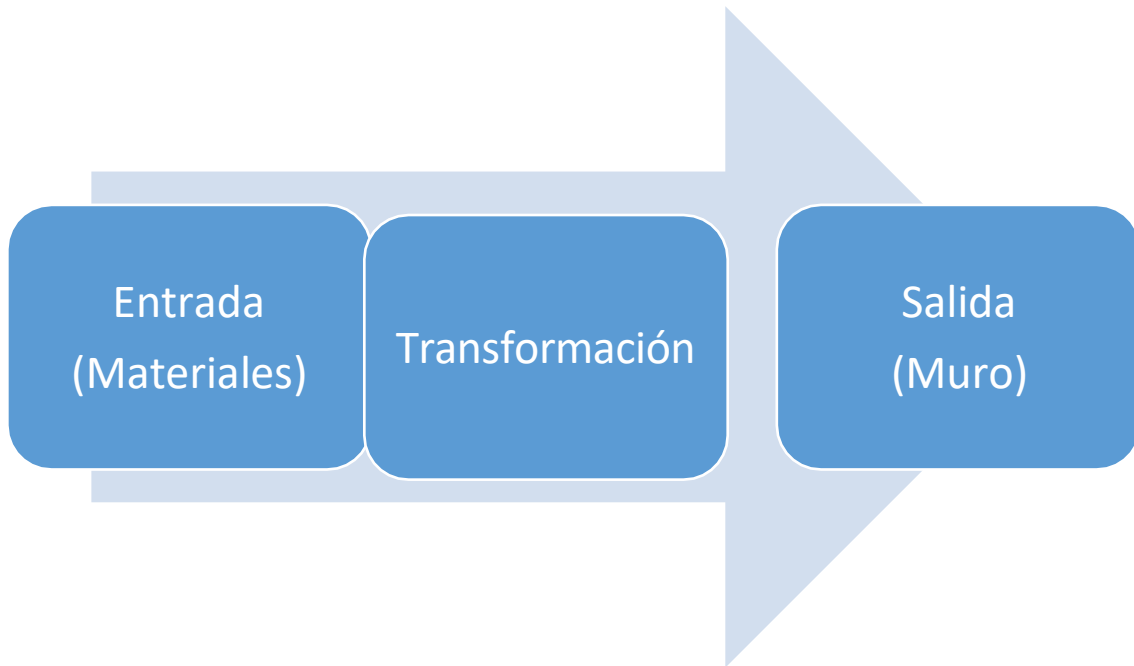 Entrada
(Materiales)
Transformación
Salida
(Muro)